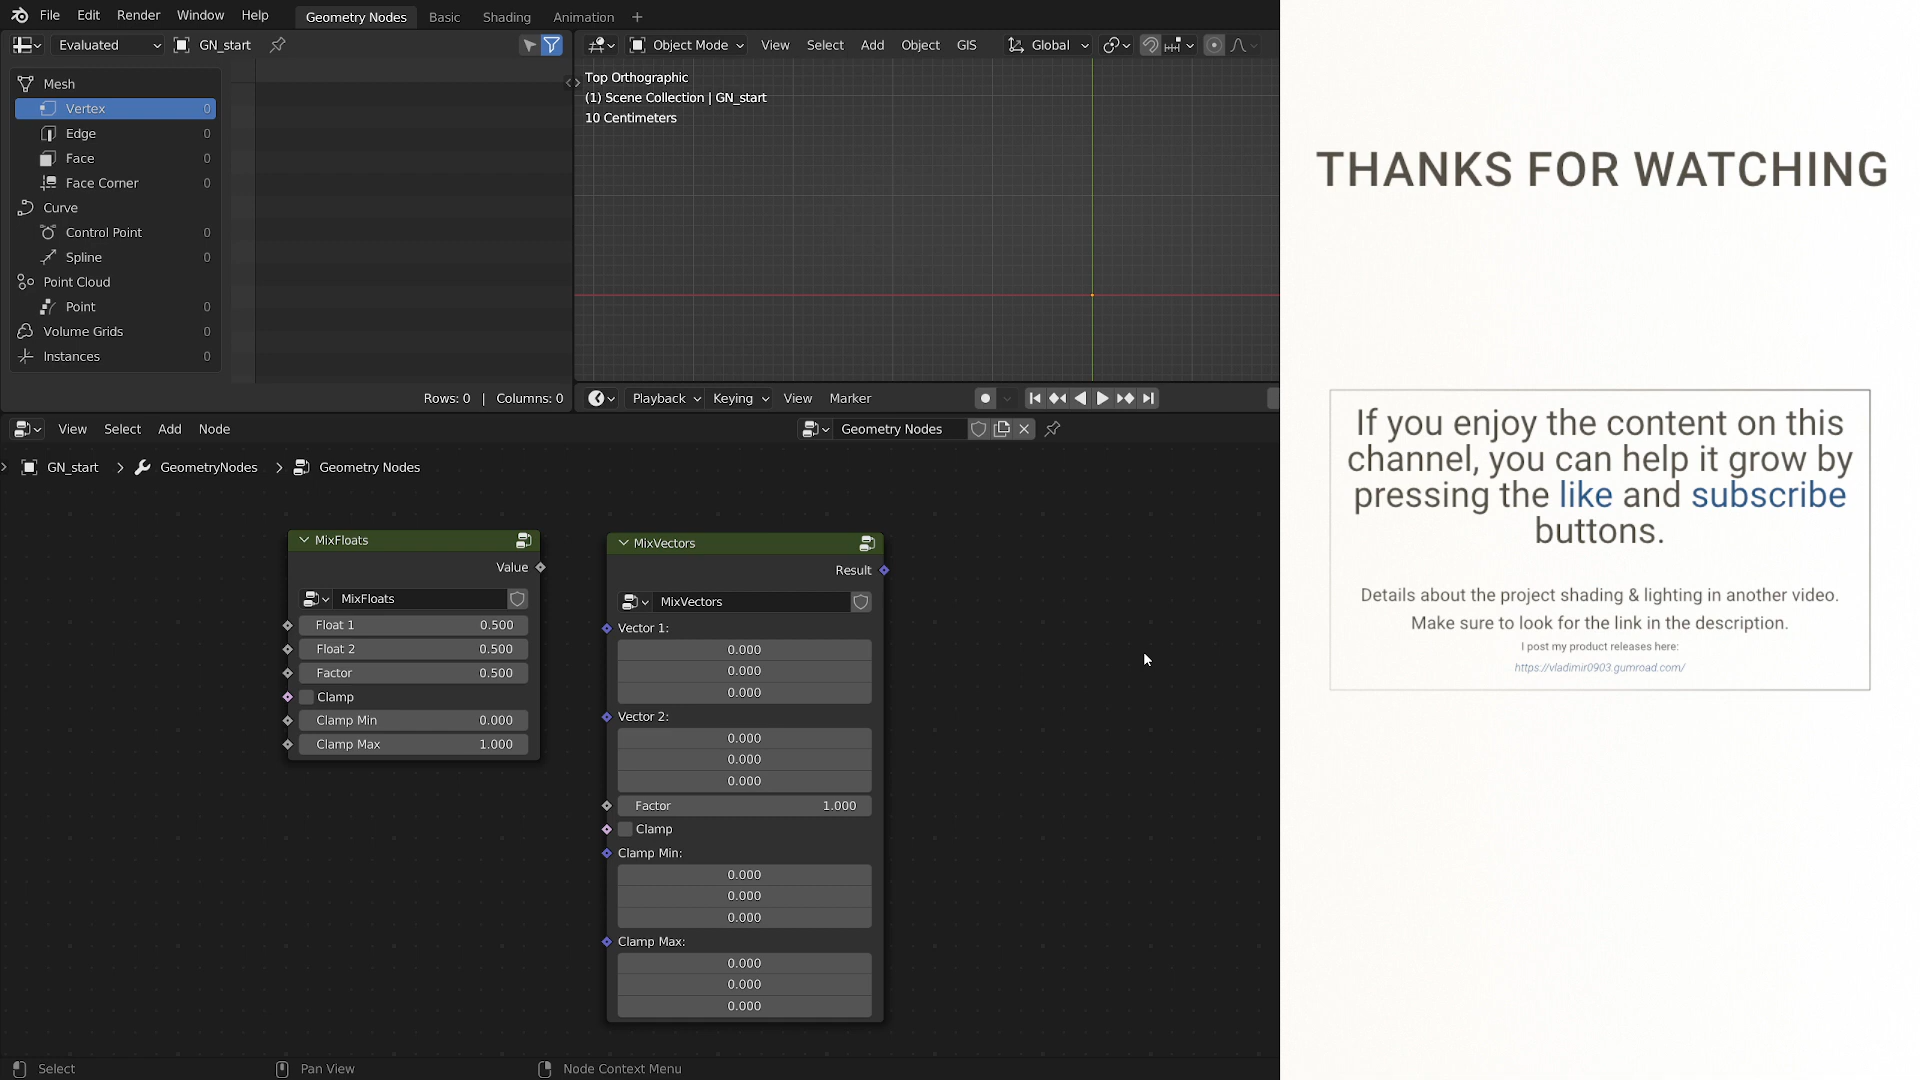 File Edit Render Window Help Geometry Nodes Basic Shading Animation +
Evaluated GN_start
Object Mode View Select Add Object GIS Global
Mesh
Vertex 0
Edge 0
Face 0
Face Corner 0
Curve
Control Point 0
Spline 0
Point Cloud
Point 0
Volume Grids 0
Instances 0
Rows: 0 | Columns: 0
Top Orthographic
(1) Scene Collection | GN_start
10 Centimeters
Playback Keying View Marker
View Select Add Node Geometry Nodes
GN_start > GeometryNodes > Geometry Nodes
MixFloats
Value
MixFloats
Float 1 0.500
Float 2 0.500
Factor 0.500
Clamp
Clamp Min 0.000
Clamp Max 1.000
MixVectors
Result
MixVectors
Vector 1:
0.000
0.000
0.000
Vector 2:
0.000
0.000
0.000
Factor 1.000
Clamp
Clamp Min:
0.000
0.000
0.000
Clamp Max:
0.000
0.000
0.000
Select Pan View Node Context Menu
THANKS FOR WATCHING
If you enjoy the content on this
channel, you can help it grow by
pressing the like and subscribe
buttons.
Details about the project shading & lighting in another video.
Make sure to look for the link in the description.
I post my product releases here:
https://vladimir0903.gumroad.com/